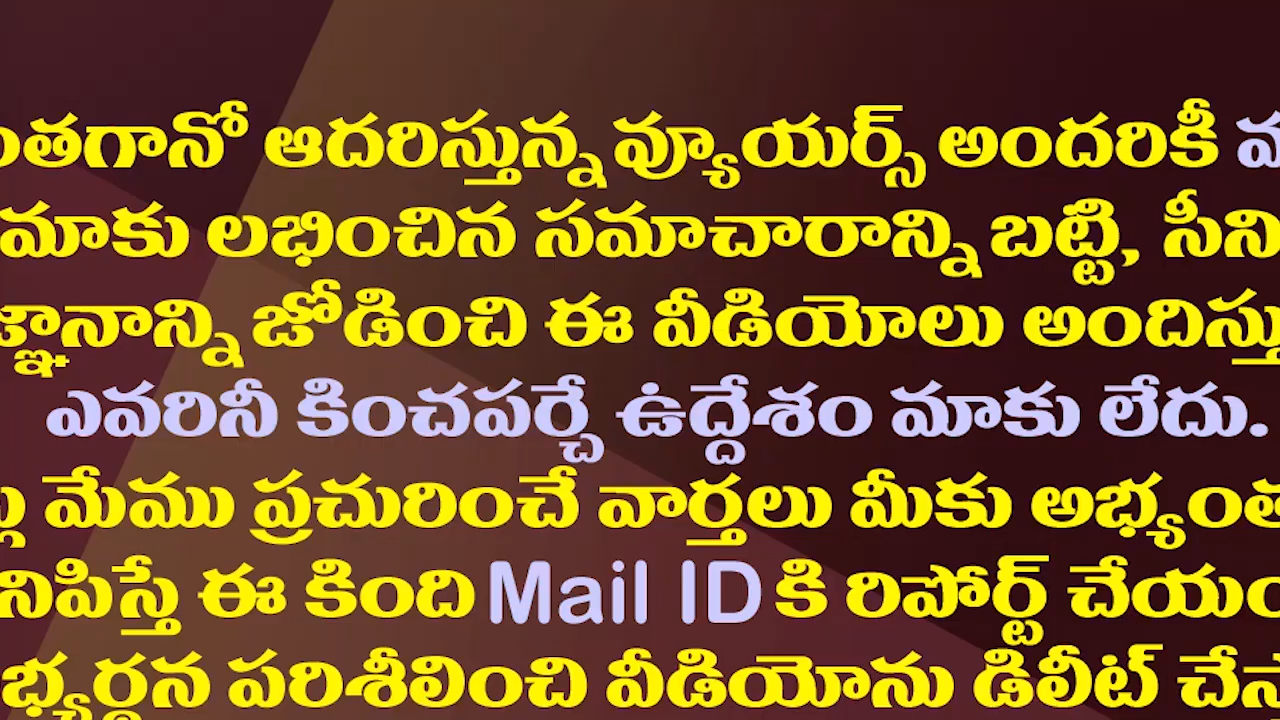 ఆదరిస్తున్న వ్యూయర్స్ అందరికీ
మాకు లభించిన సమాచారాన్ని బట్టి,
జోడించి ఈ వీడియోలు
ఎవరినీ కించపర్చే ఉద్దేశం మాకు లేదు.
మేము ప్రచురించే వార్తలు మీకు
ఈ కింది Mail ID కి రిపోర్ట్
పరిశీలించి వీడియోను డిలీట్